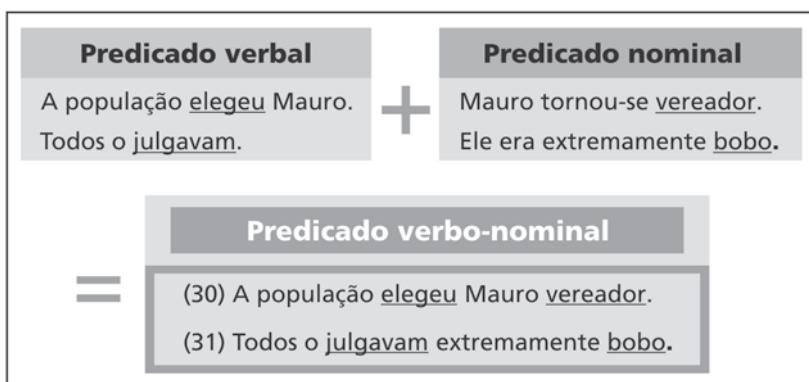 Predicado verbal
A população elegeu Mauro.
Todos o julgavam.
+
Predicado nominal
Mauro tornou-se vereador.
Ele era extremamente bobo.
=
Predicado verbo-nominal
(30) A população elegeu Mauro vereador.
(31) Todos o julgavam extremamente bobo.